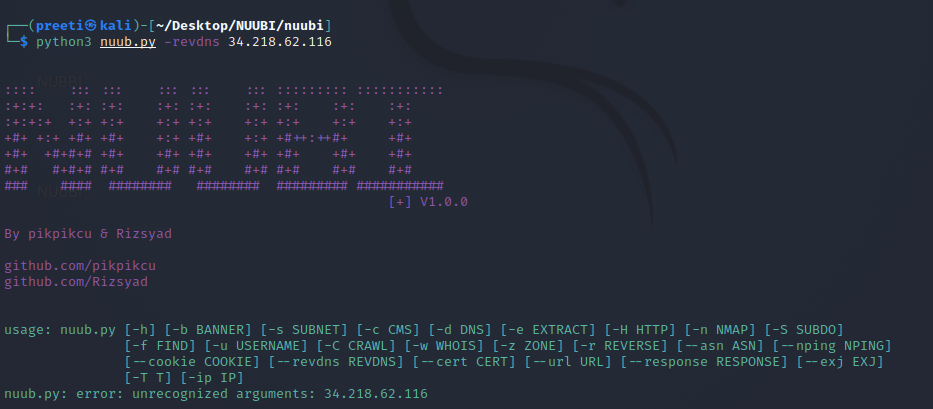 ┌──(preeti㉿kali)-[~/Desktop/NUUBI/nuubi]
└─$ python3 nuub.py -revdns 34.218.62.116
::::     ::: :::     ::: :::     ::: ::::::::: :::::::::::
:+:+:   :+: :+:     :+: :+:     :+: :+:    :+:    :+:
:+:+:+  +:+ +:+     +:+ +:+     +:+ +:+    +:+    +:+
+#+ +:+ +#+ +#+     +:+ +#+     +:+ +#++:++#+     +#+
+#+  +#+#+# +#+     +#+ +#+     +#+ +#+    +#+    +#+
#+#   #+#+# #+#     #+# #+#     #+# #+#    #+#    #+#
###    ####  ########   ########  ######### ###########
[+] V1.0.0
By pikpikcu & Rizsyad
github.com/pikpikcu
github.com/Rizsyad
usage: nuub.py [-h] [-b BANNER] [-s SUBNET] [-c CMS] [-d DNS] [-e EXTRACT] [-H HTTP] [-n NMAP] [-S SUBDO]
[-f FIND] [-u USERNAME] [-C CRAWL] [-w WHOIS] [-z ZONE] [-r REVERSE] [--asn ASN] [--nping NPING]
[--cookie COOKIE] [--revdns REVDNS] [--cert CERT] [--url URL] [--response RESPONSE] [--exj EXJ]
[-T T] [-ip IP]
nuub.py: error: unrecognized arguments: 34.218.62.116